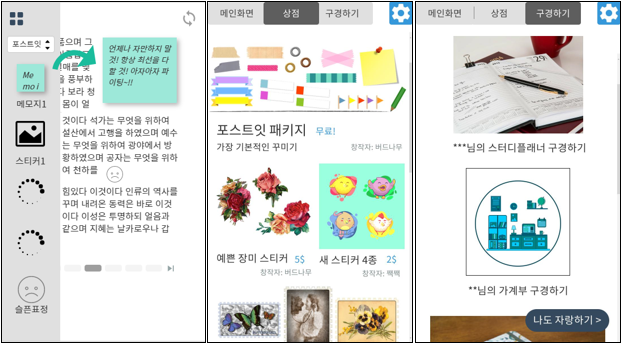 포스트잇
Me
mo i
메모지1
스티커1
슬픈표정
언제나 자만하지 말
것! 항상 최선을 다
할 것! 아자아자 파
이팅~!!
품으며 그
을 풍부하
다 보라 청
몸이 얼
것이다 석가는 무엇을 위하여
설산에서 고행을 하였으며 예수
는 무엇을 위하여 광야에서 방
황하였으며 공자는 무엇을 위하
여 천하를
힘있다 이것이다 인류의 역사를
꾸며 내려온 동력은 바로 이것
이다 이성은 투명하되 얼음과
같으며 지혜는 날카로우나 갑
메인화면 상점 구경하기
포스트잇 패키지 무료!
가장 기본적인 꾸미기
창작자: 버드나무
예쁜 장미 스티커 5$
창작자: 버드나무
새 스티커 4종 2$
창작자: 짹짹
메인화면 상점 구경하기
29
***님의 스터디플래너 구경하기
**님의 가계부 구경하기
나도 자랑하기 >